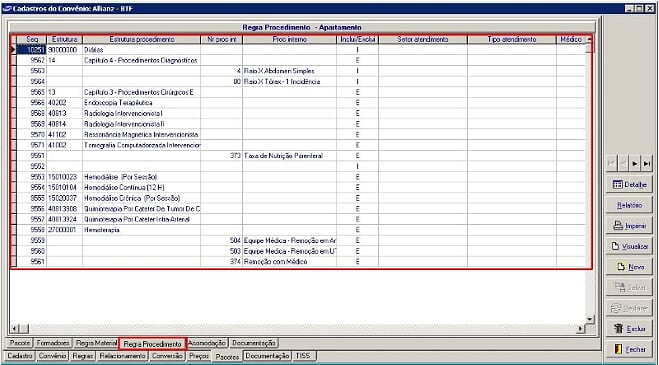 Cadastros do Convênio: Allianz - BTF
Regra Procedimento - Apartamento
Seq Estrutura Estrutura procedimento Nr proc int Proc interno Inclui/Exclui Setor atendimento Tipo atendimento Médico
10251 90000000 Diárias I
9562 14 Capítulo 4 - Procedimentos Diagnósticos E
9563 4 Raio X Abdomen Simples I
9564 80 Raio X Tórax - 1 Incidência I
9565 13 Capítulo 3 - Procedimentos Cirúrgicos E E
9566 40202 Endoscopia Terapêutica E
9568 40813 Radiologia Intervencionista I E
9569 40814 Radiologia Intervencionista Ii E
9570 41102 Ressonância Magnética Intervencionista E
9571 41002 Tomografia Computadorizada Intervencion E
9551 373 Taxa de Nutrição Parenteral E
9552 I
9553 15010023 Hemodiálise (Por Sessão) E
9554 15010104 Hemodiálise Contínua (12 H) E
9555 15020037 Hemodiálise Crônica (Por Sessão) E
9556 40813908 Quimioterapia Por Cateter De Tumor De C E
9557 40813924 Quimioterapia Por Cateter Intra-Arterial E
9558 27000001 Hemoterapia E
9559 504 Equipe Médica - Remoção em Am E
9560 503 Equipe Médica - Remoção em UT E
9561 374 Remoção com Médico E
Detalhe
Relatório
Imprimir
Visualizar
Novo
Salvar
Desfazer
Excluir
Fechar
Pacote Formadores Regra Material Regra Procedimento Acomodação Documentação
Cadastro Convênio Regras Relacionamento Conversão Preços Pacotes Documentação TISS